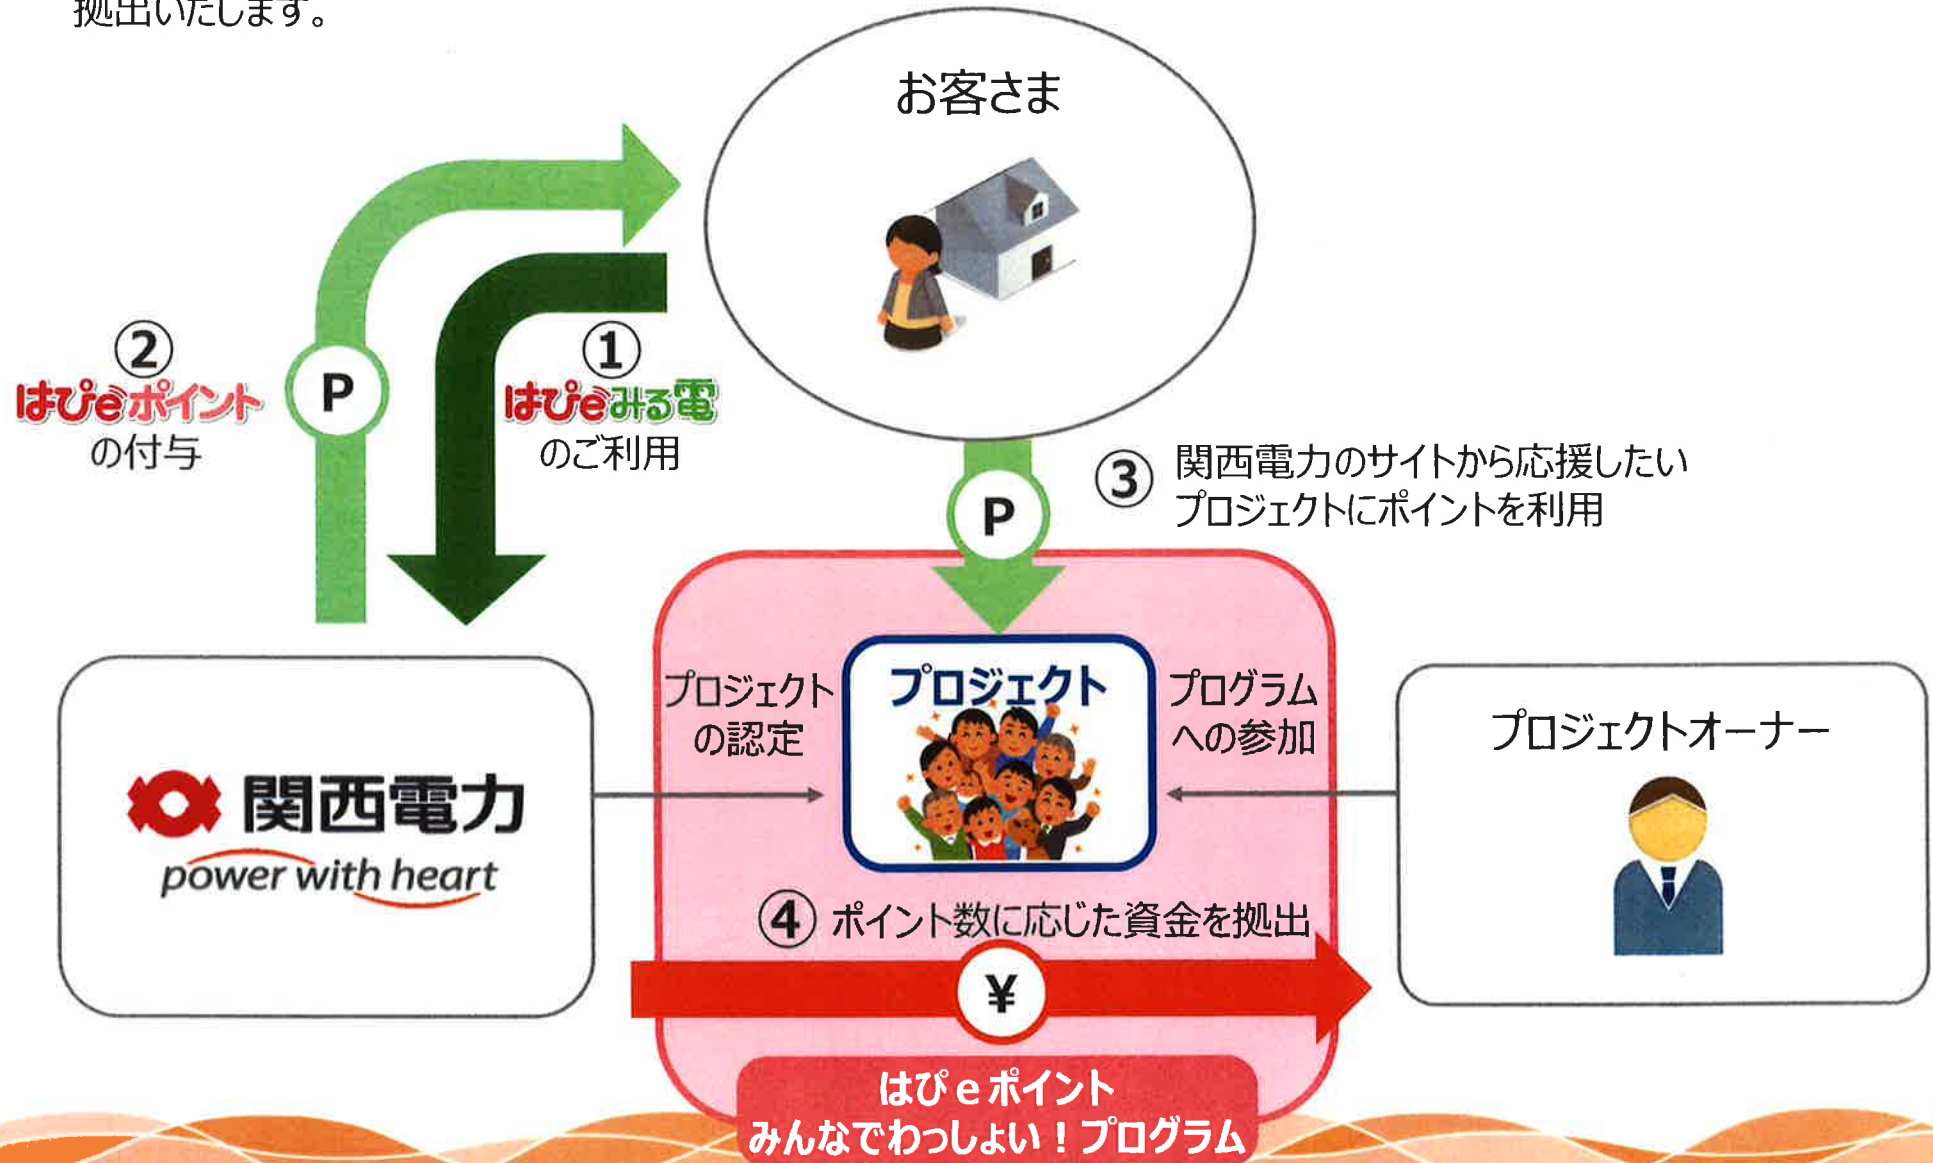 拠出いたします。
お客さま
②
はぴeポイント
の付与
P
①
はぴeみる電
のご利用
P
③ 関西電力のサイトから応援したい
プロジェクトにポイントを利用
プロジェクト
の認定
プロジェクト
プログラム
への参加
プロジェクトオーナー
関西電力
power with heart
④ ポイント数に応じた資金を拠出
¥
はぴeポイント
みんなでわっしょい！プログラム